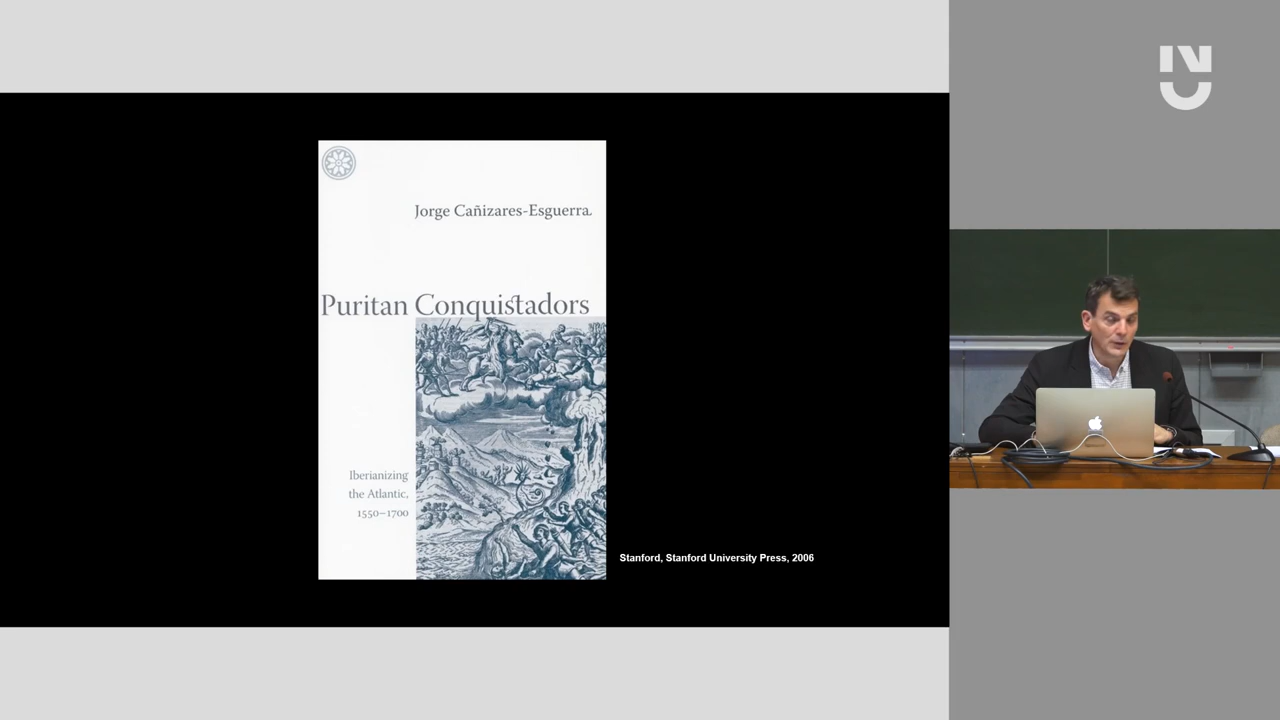 Jorge Cañizares-Esguerra
Puritan Conquistadors
Iberianizing
the Atlantic,
1550–1700
Stanford, Stanford University Press, 2006